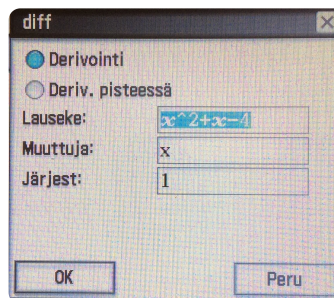 diff
Derivointi
Deriv. pisteessä
Lauseke: x^2+x-4
Muuttuja: x
Järjest: 1
OK Peru